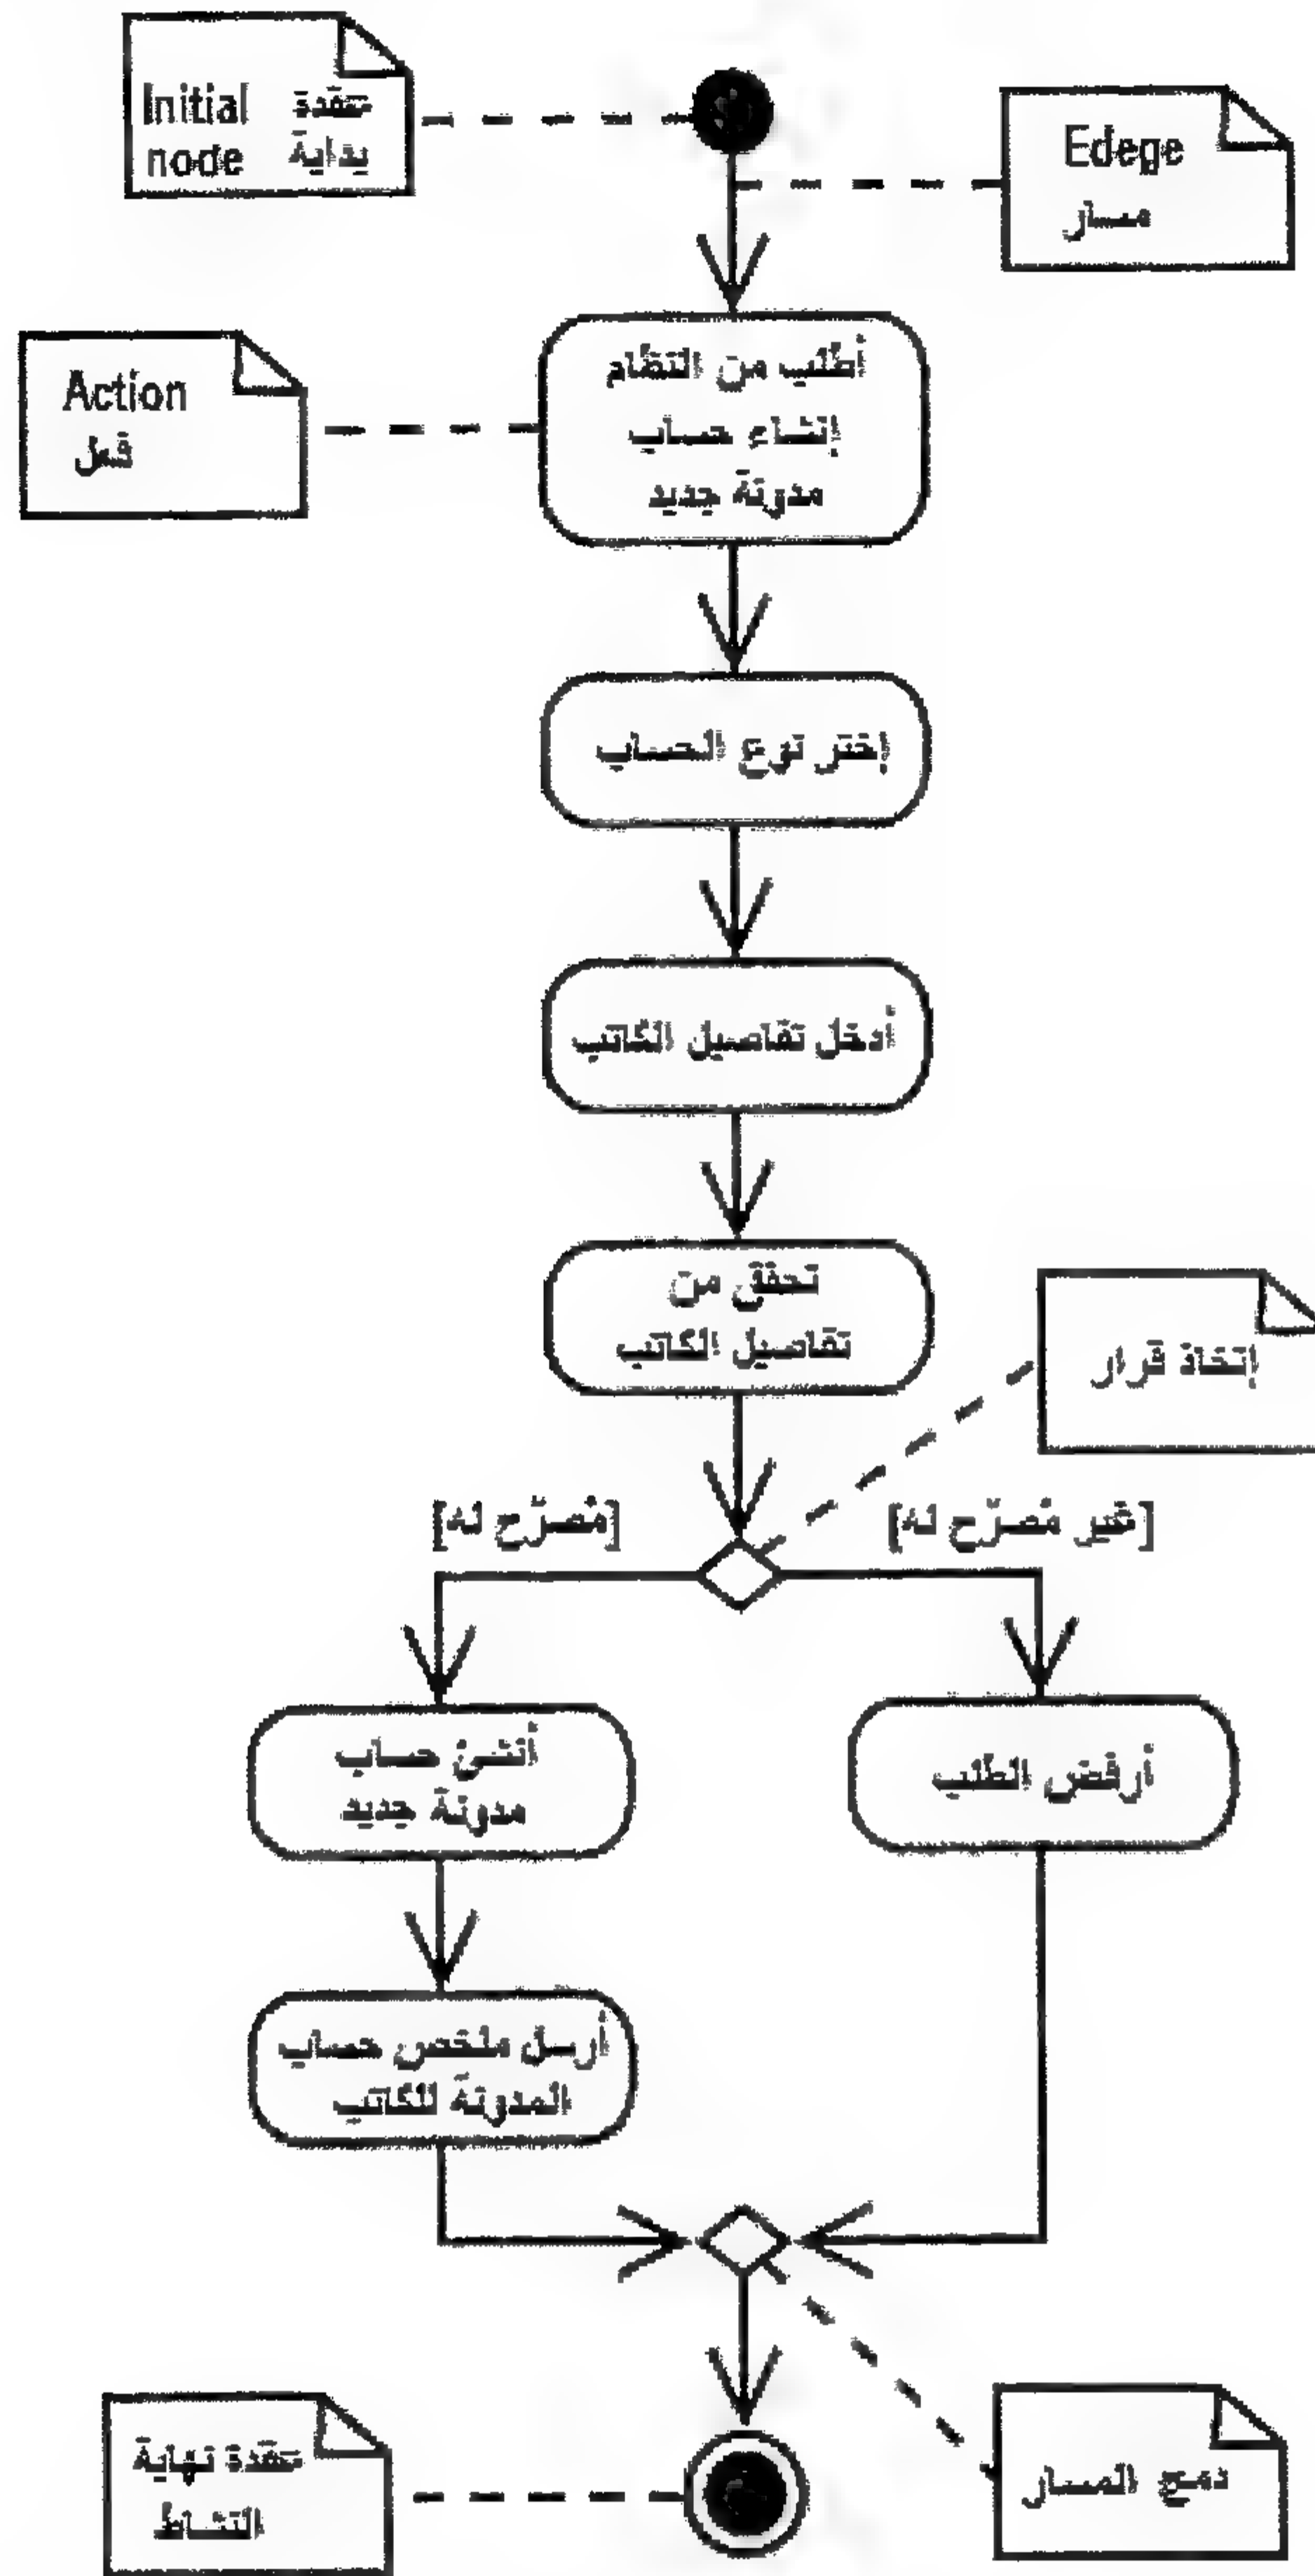 Initial عقدة
node بداية
Edege
مسار
أطلب من النظام
إنشاء حساب
مدونة جديد
Action
فعل
إختر نوع الحساب
أدخل تفاصيل الكاتب
تحقق من
تفاصيل الكاتب
إتخاذ قرار
[غير مُصرّح له]
[مُصرّح له]
أرفض الطلب
أنشئ حساب
مدونة جديد
أرسل ملخص حساب
المدونة للكاتب
دمج المسار
عقدة نهاية
النشاط